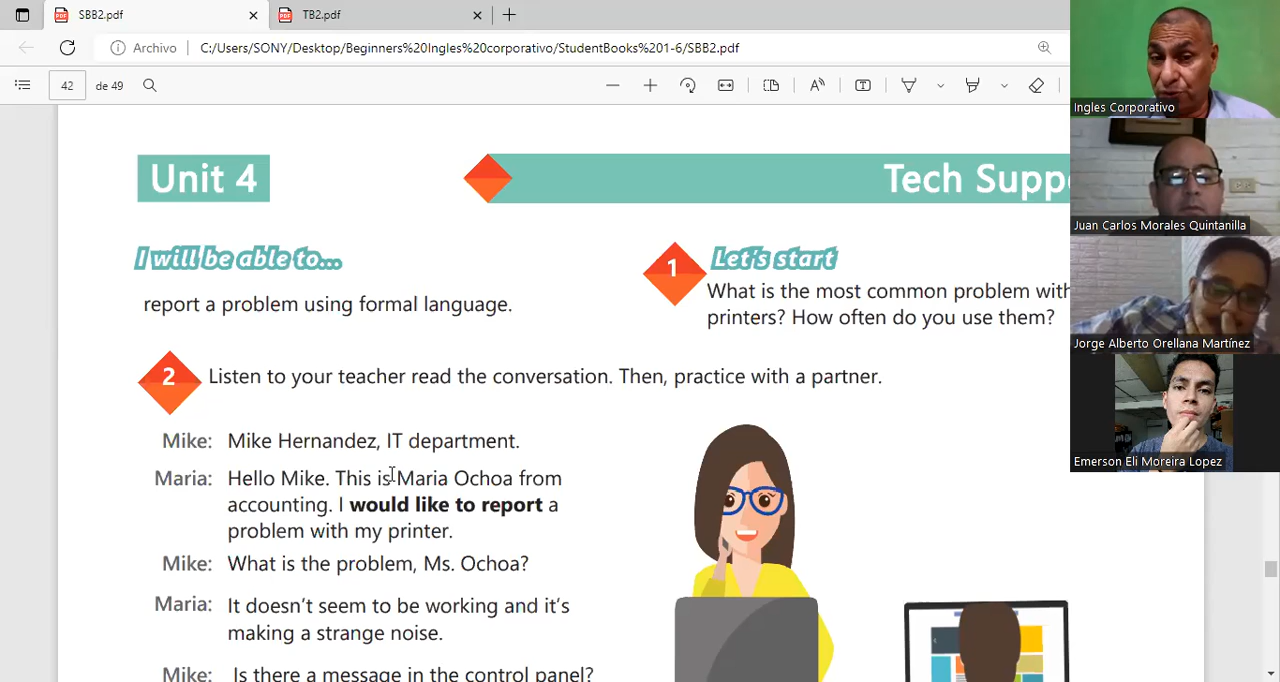 SBB2.pdf
TB2.pdf
Archivo
C:/Users/SONY/Desktop/Beginners%20Ingles%20corporativo/StudentBooks%201-6/SBB2.pdf
42
de 49
Unit 4
Tech Supp
I will be able to...
report a problem using formal language.
1
Let's start
What is the most common problem with
printers? How often do you use them?
2
Listen to your teacher read the conversation. Then, practice with a partner.
Mike: Mike Hernandez, IT department.
Maria: Hello Mike. This is Maria Ochoa from
accounting. I would like to report a
problem with my printer.
Mike: What is the problem, Ms. Ochoa?
Maria: It doesn't seem to be working and it's
making a strange noise.
Mike: Is there a message in the control panel?
Ingles Corporativo
Juan Carlos Morales Quintanilla
Jorge Alberto Orellana Martínez
Emerson Eli Moreira Lopez